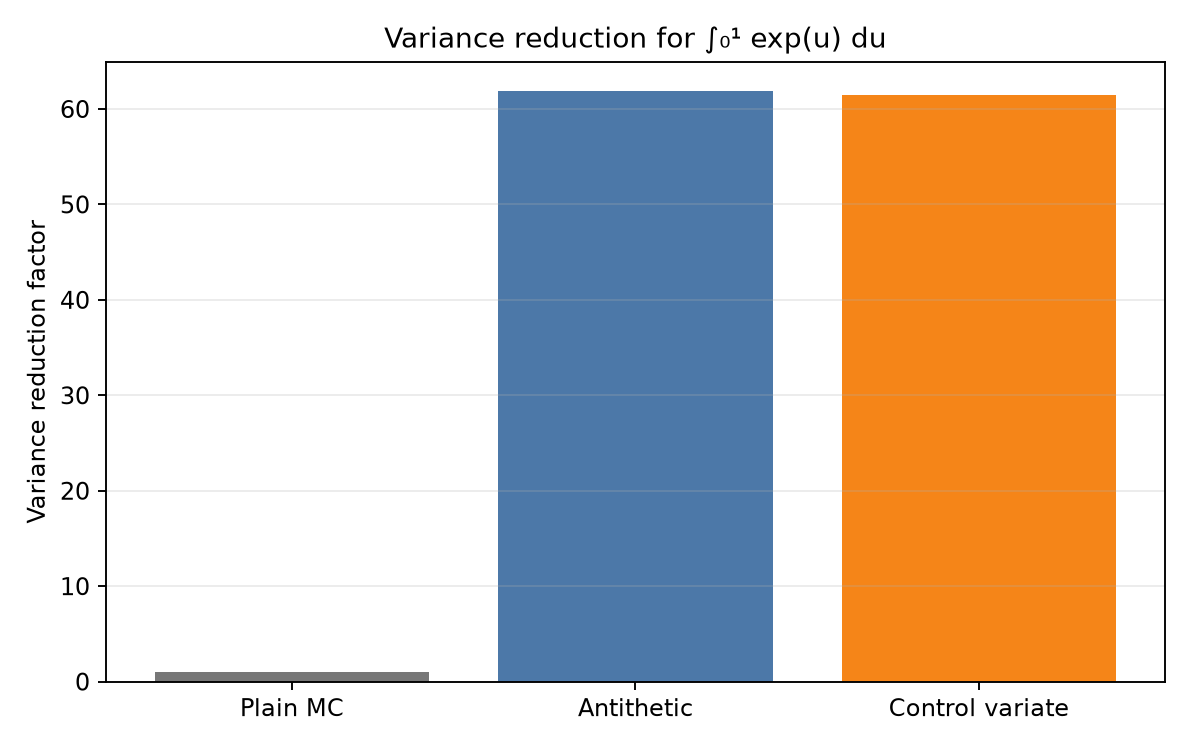 Variance reduction for ∫₀¹ exp(u) du
Variance reduction factor
60
50
40
30
20
10
0
Plain MC
Antithetic
Control variate